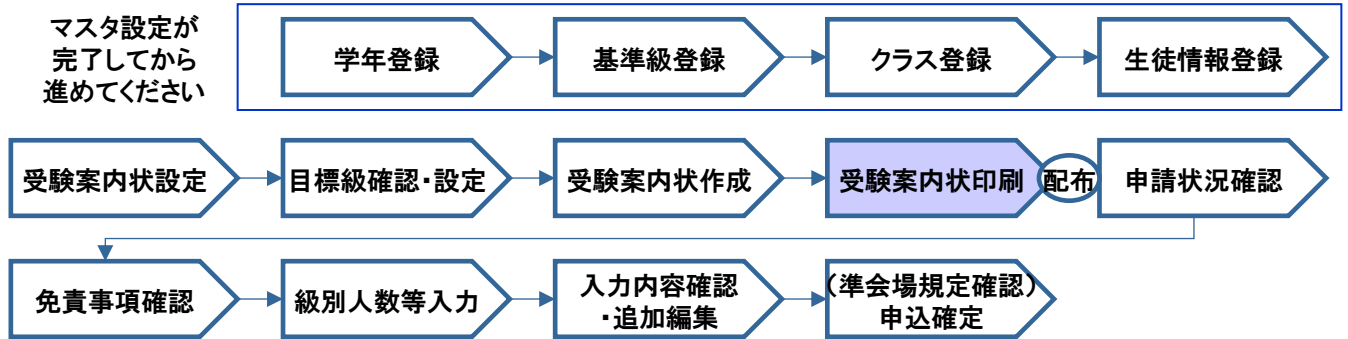 マスタ設定が
完了してから
進めてください
学年登録
基準級登録
クラス登録
生徒情報登録
受験案内状設定
目標級確認・設定
受験案内状作成
受験案内状印刷
配布
申請状況確認
免責事項確認
級別人数等入力
入力内容確認
・追加編集
（準会場規定確認）
申込確定